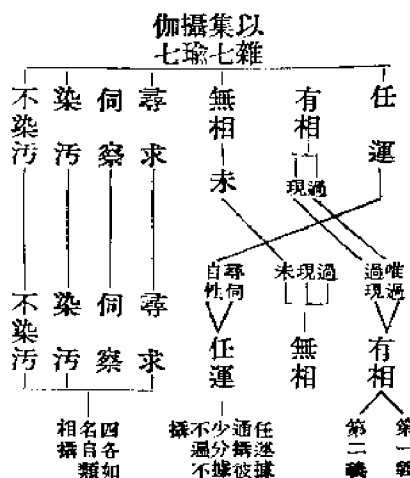 以雜
集七
攝瑜
伽七
任運
有相
過
現
無相
未
尋求
伺察
染污
不染污
唯過
過現
過
現
未
尋伺
自性
有相
無相
任運
尋求
伺察
染污
不染污
第一
第二
任運據
通攝彼
少分據
不遍不
攝
四各如
名自類
相攝